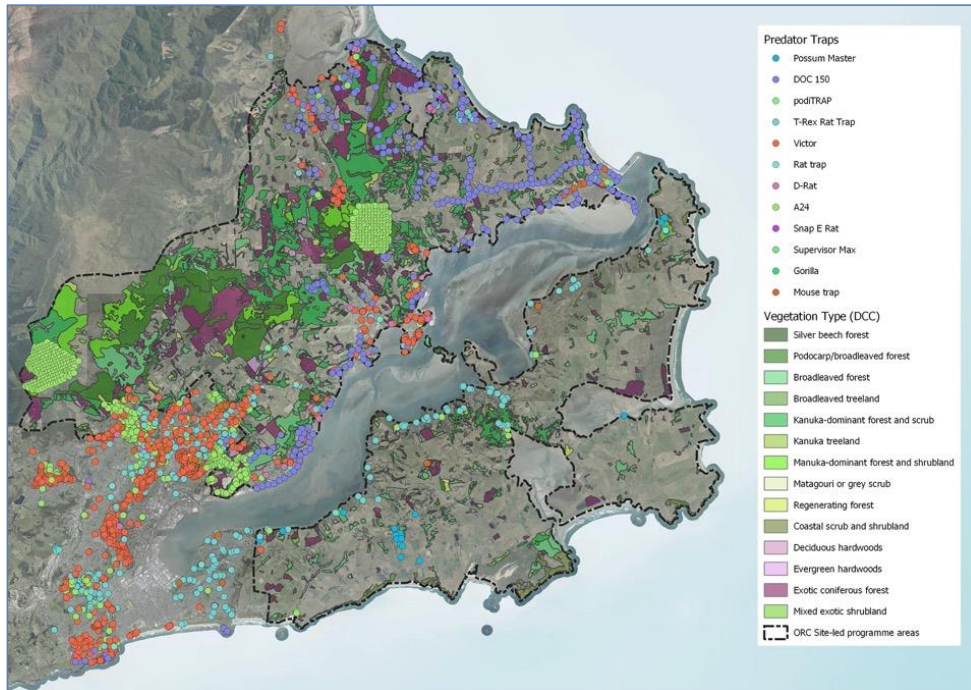 Predator Traps
Possum Master
DOC 150
podiTRAP
T-Rex Rat Trap
Victor
Rat trap
D-Rat
A24
Snap E Rat
Supervisor Max
Gorilla
Mouse trap
Vegetation Type (DCC)
Silver beech forest
Podocarp/broadleaved forest
Broadleaved forest
Broadleaved treeland
Kanuka-dominant forest and scrub
Kanuka treeland
Manuka-dominant forest and shrubland
Matagouri or grey scrub
Regenerating forest
Coastal scrub and shrubland
Deciduous hardwoods
Evergreen hardwoods
Exotic coniferous forest
Mixed exotic shrubland
ORC Site-led programme areas